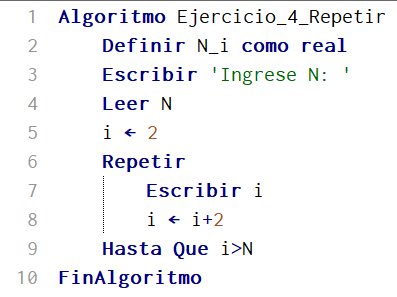 1 Algoritmo Ejercicio_4_Repetir
2 Definir N_i como real
3 Escribir 'Ingrese N: '
4 Leer N
5 i ← 2
6 Repetir
7 Escribir i
8 i ← i+2
9 Hasta Que i>N
10 FinAlgoritmo